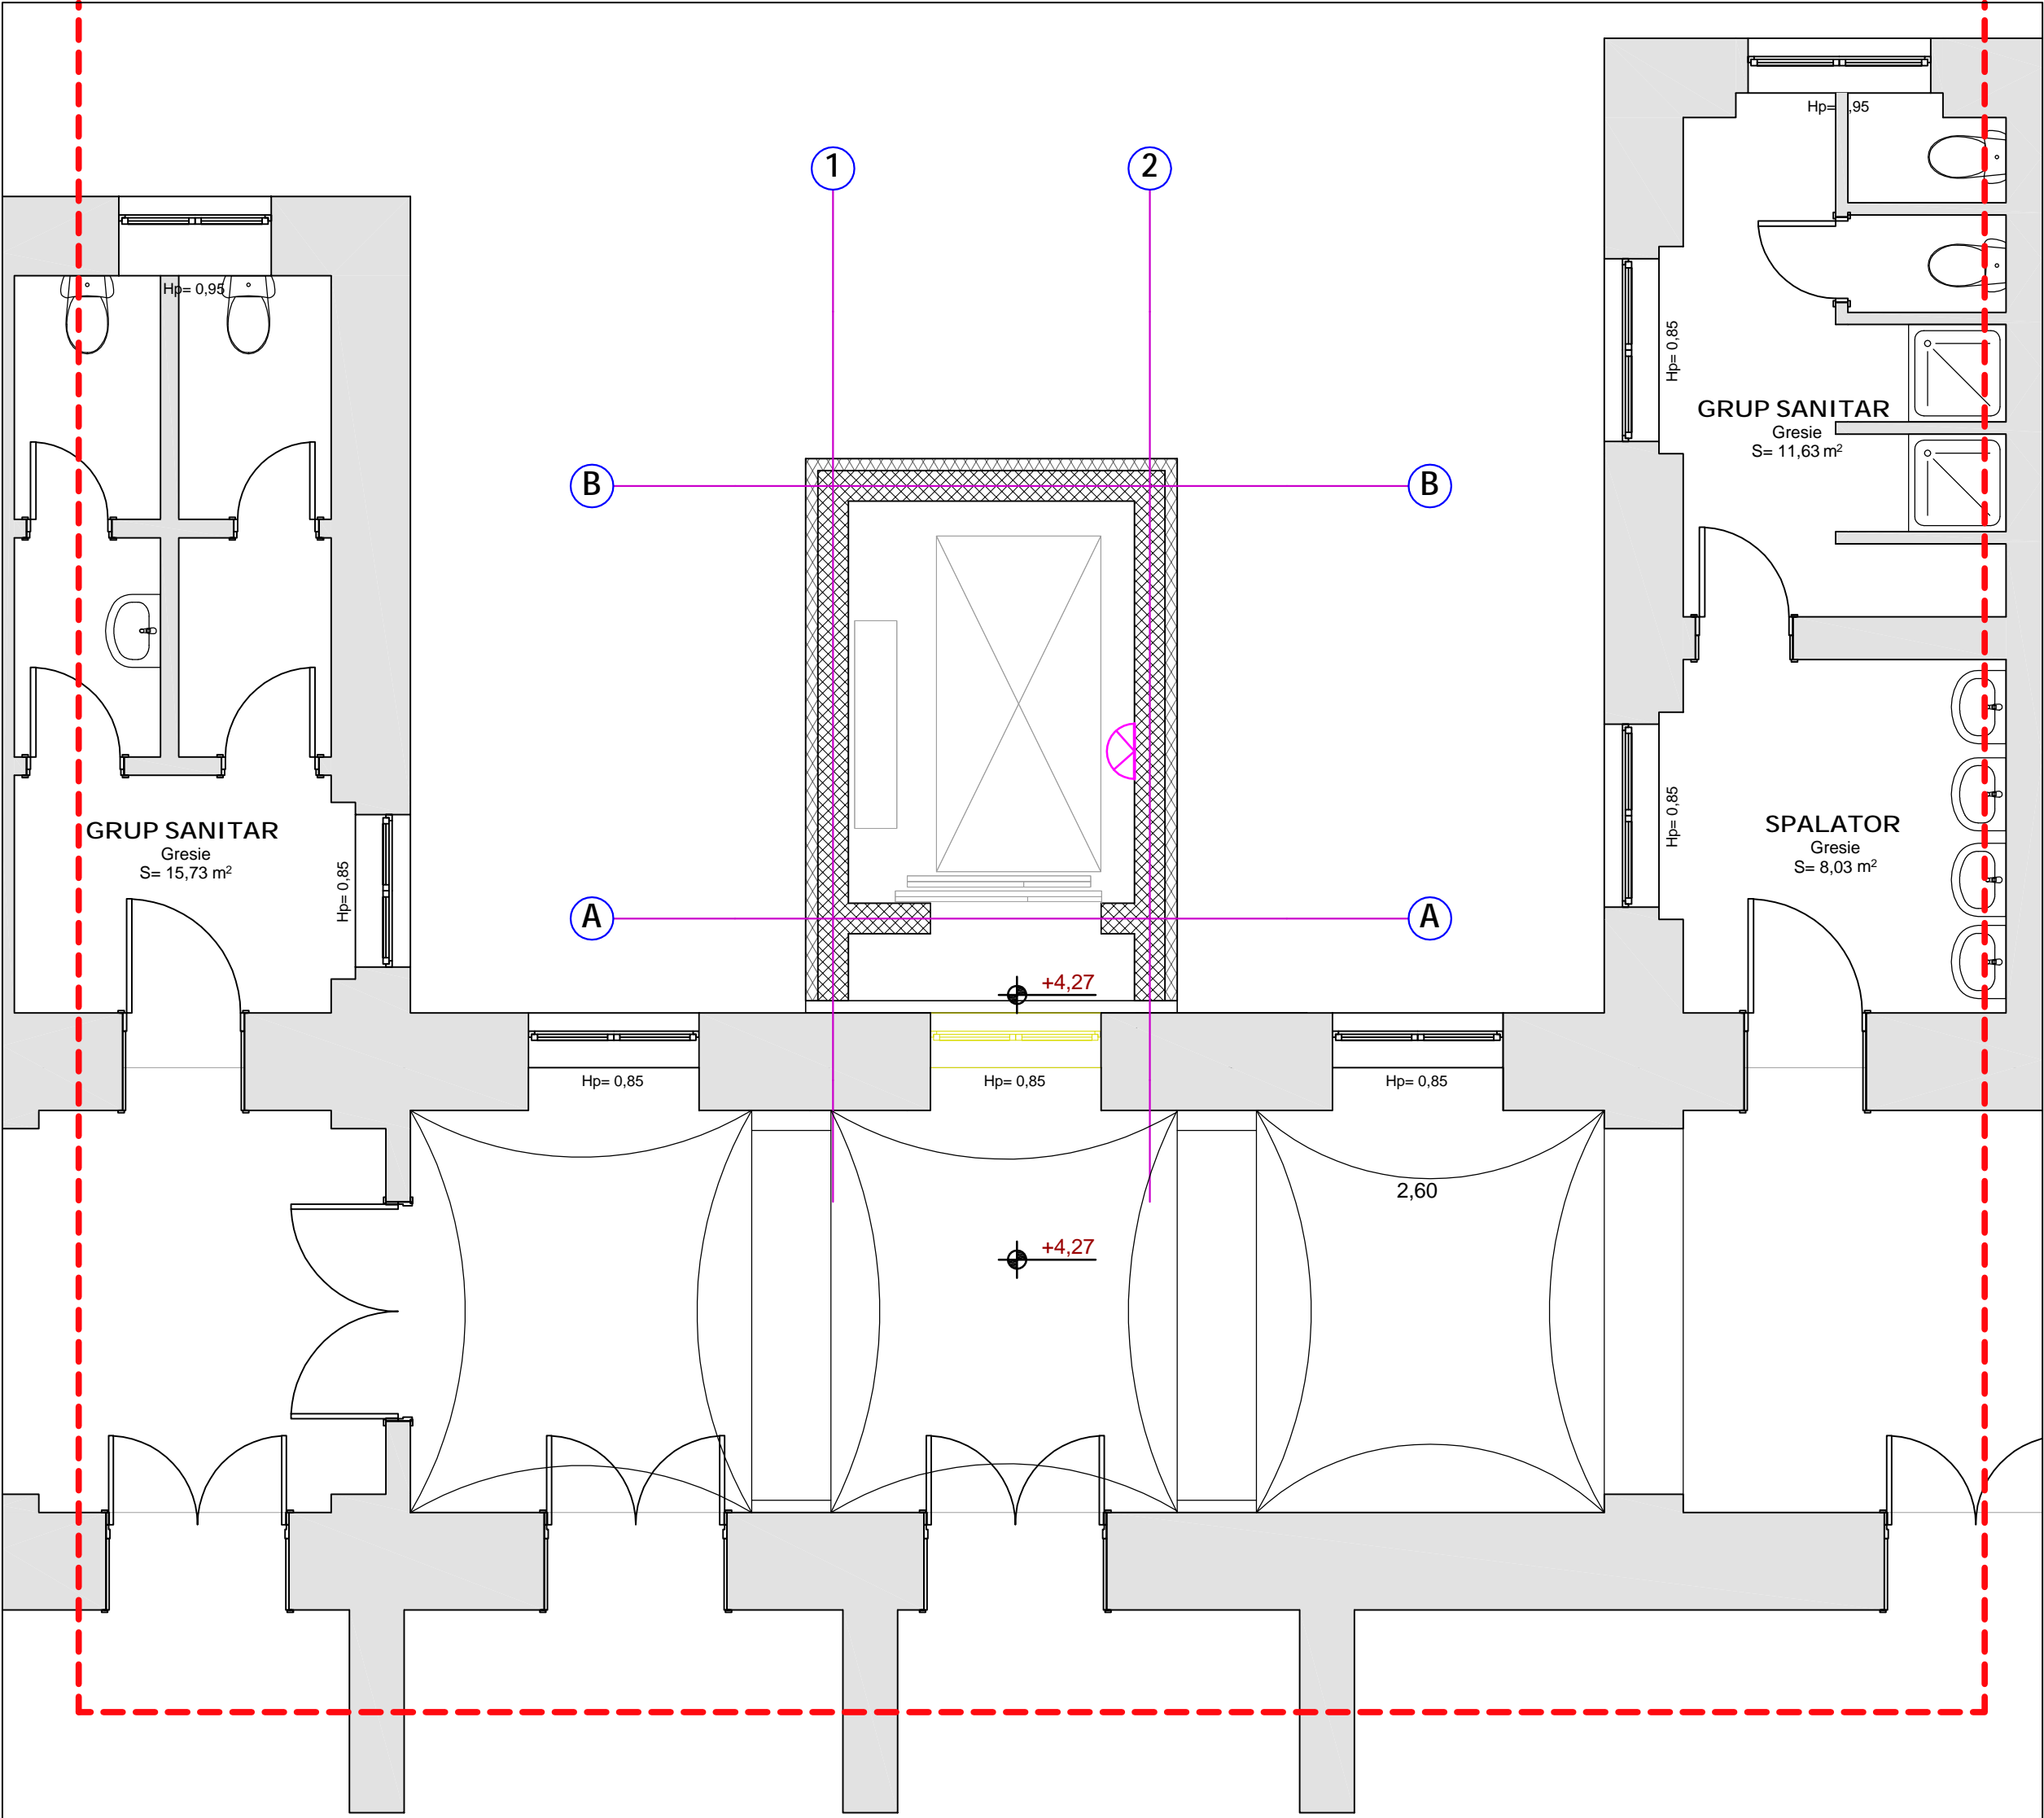 Hp= ,95
1
2
Hp= 0,95
Hp= 0,85
GRUP SANITAR
Gresie
S= 11,63 m²
B
B
GRUP SANITAR
Gresie
S= 15,73 m²
Hp= 0,85
Hp= 0,85
SPALATOR
Gresie
S= 8,03 m²
A
A
+4,27
Hp= 0,85
Hp= 0,85
Hp= 0,85
2,60
+4,27